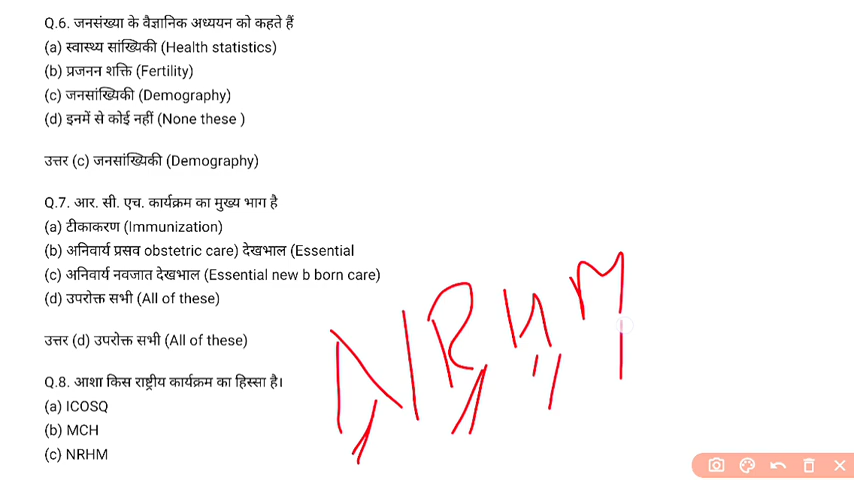 Q.6. जनसंख्या के वैज्ञानिक अध्ययन को कहते हैं
(a) स्वास्थ्य सांख्यिकी (Health statistics)
(b) प्रजनन शक्ति (Fertility)
(c) जनसांख्यिकी (Demography)
(d) इनमें से कोई नहीं (None these )
उत्तर (c) जनसांख्यिकी (Demography)
Q.7. आर. सी. एच. कार्यक्रम का मुख्य भाग है
(a) टीकाकरण (Immunization)
(b) अनिवार्य प्रसव obstetric care) देखभाल (Essential
(c) अनिवार्य नवजात देखभाल (Essential new b born care)
(d) उपरोक्त सभी (All of these)
उत्तर (d) उपरोक्त सभी (All of these)
Q.8. आशा किस राष्ट्रीय कार्यक्रम का हिस्सा है।
(a) ICOSQ
(b) MCH
(c) NRHM
NRHM